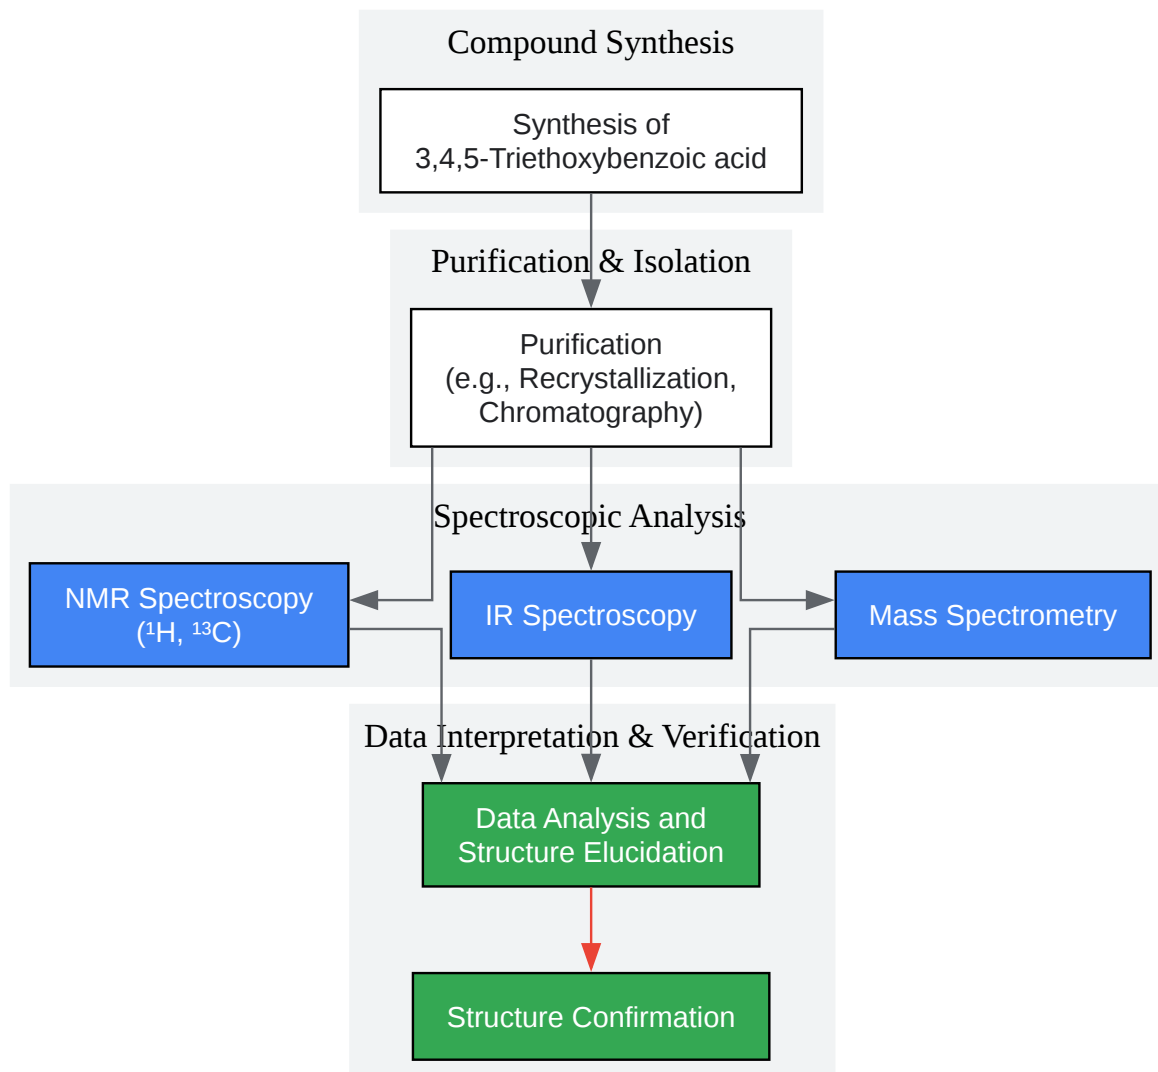 Compound Synthesis
Synthesis of
3,4,5-Triethoxybenzoic acid
Purification & Isolation
Purification
(e.g., Recrystallization,
Chromatography)
Spectroscopic Analysis
NMR Spectroscopy
(¹H, ¹³C)
IR Spectroscopy
Mass Spectrometry
Data Interpretation & Verification
Data Analysis and
Structure Elucidation
Structure Confirmation